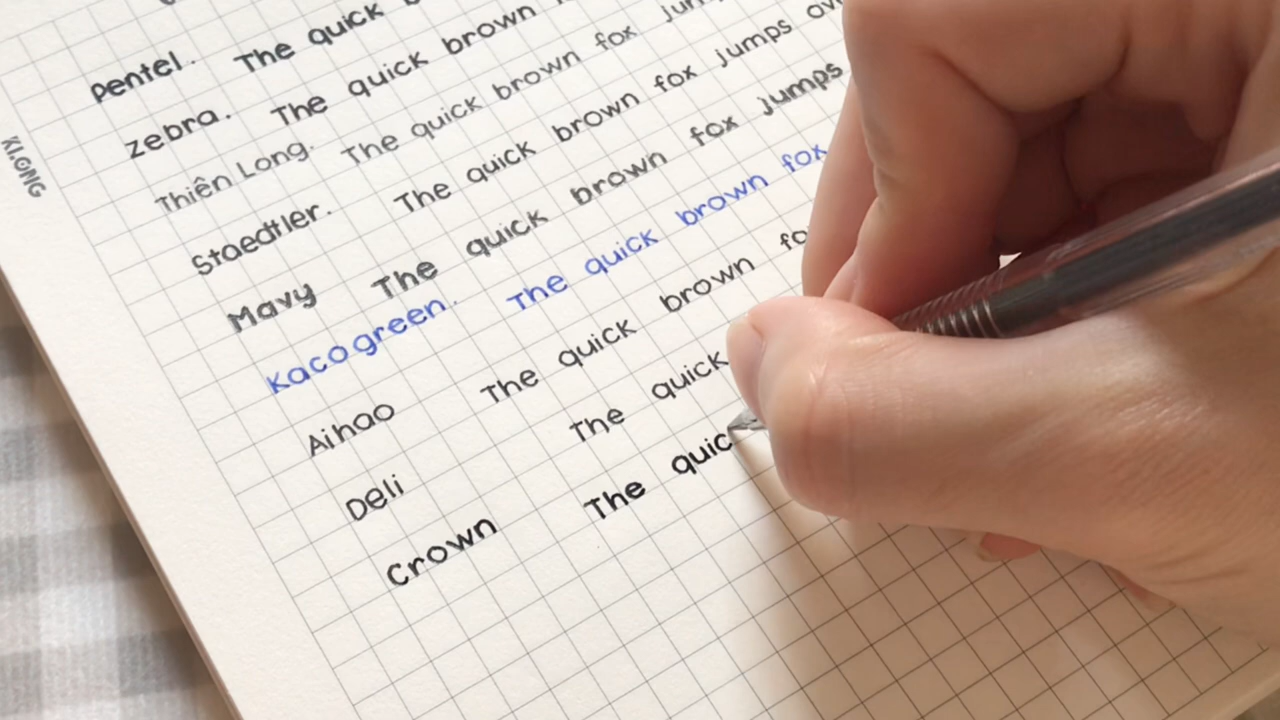 KLONG
Pentel. The quick
zebra. The quick brown
Thiên Long. The quick brown fox
Staedtler. The quick brown fox jumps
Mavy The quick brown fox jumps
Kacogreen. The quick brown fox
Aihao The quick brown
Deli The quick
Crown The quic